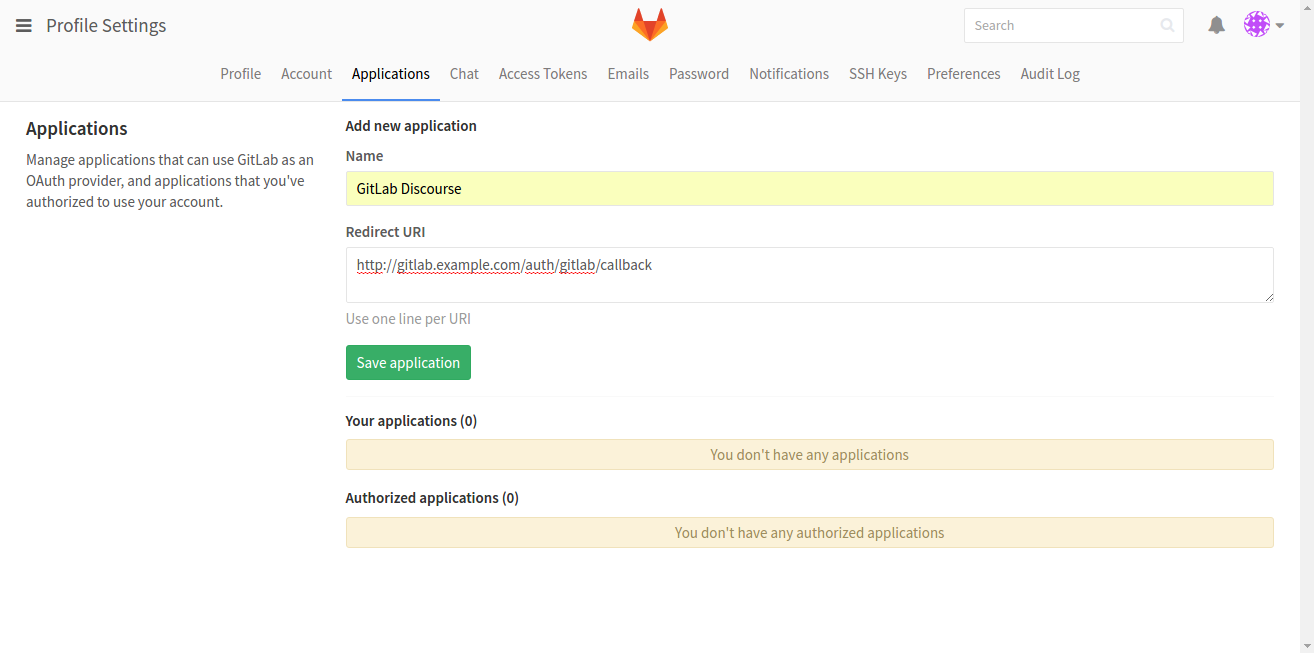 Profile Settings
Search
Profile Account Applications Chat Access Tokens Emails Password Notifications SSH Keys Preferences Audit Log
Applications
Manage applications that can use GitLab as an
OAuth provider, and applications that you've
authorized to use your account.
Add new application
Name
GitLab Discourse
Redirect URI
http://gitlab.example.com/auth/gitlab/callback
Use one line per URI
Save application
Your applications (0)
You don't have any applications
Authorized applications (0)
You don't have any authorized applications